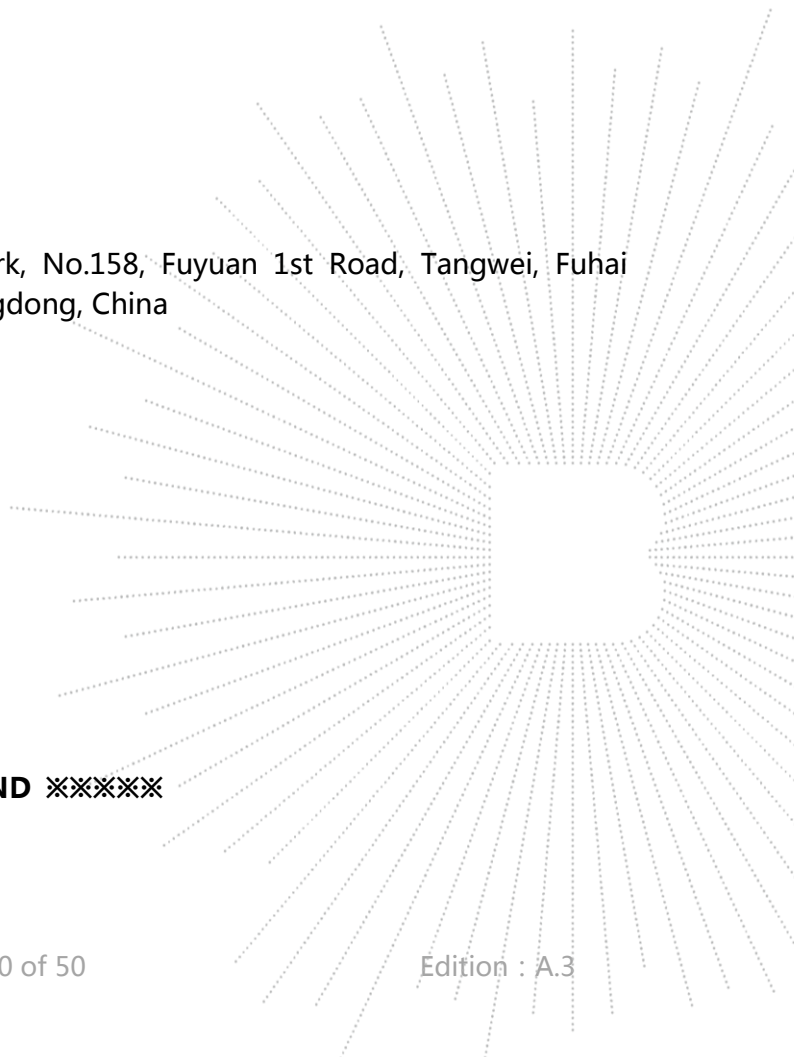 rk, No.158, Fuyuan 1st Road, Tangwei, Fuhai
gdong, China
ND ※※※※※
0 of 50 Edition：A.3